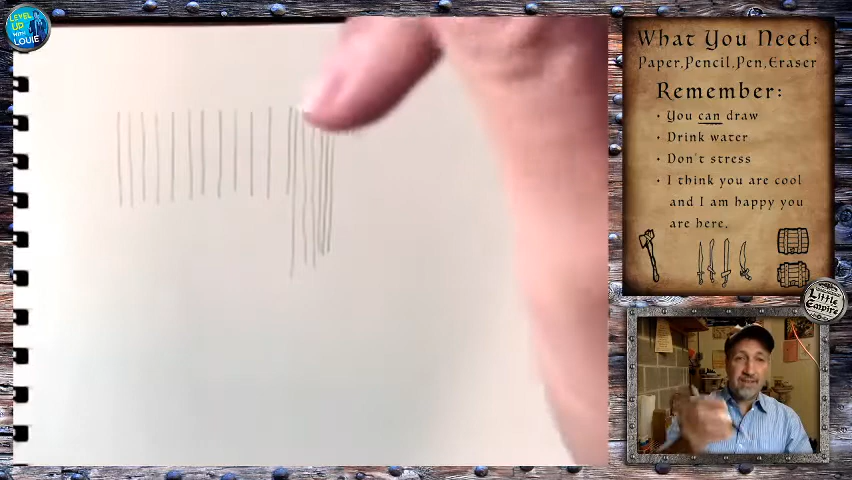 LEVEL
UP
WITH
LOUIE
What You Need:
Paper,Pencil,Pen,Eraser
Remember:
• You can draw
• Drink water
• Don't stress
• I think you are cool
and I am happy you
are here.
Little
Empire